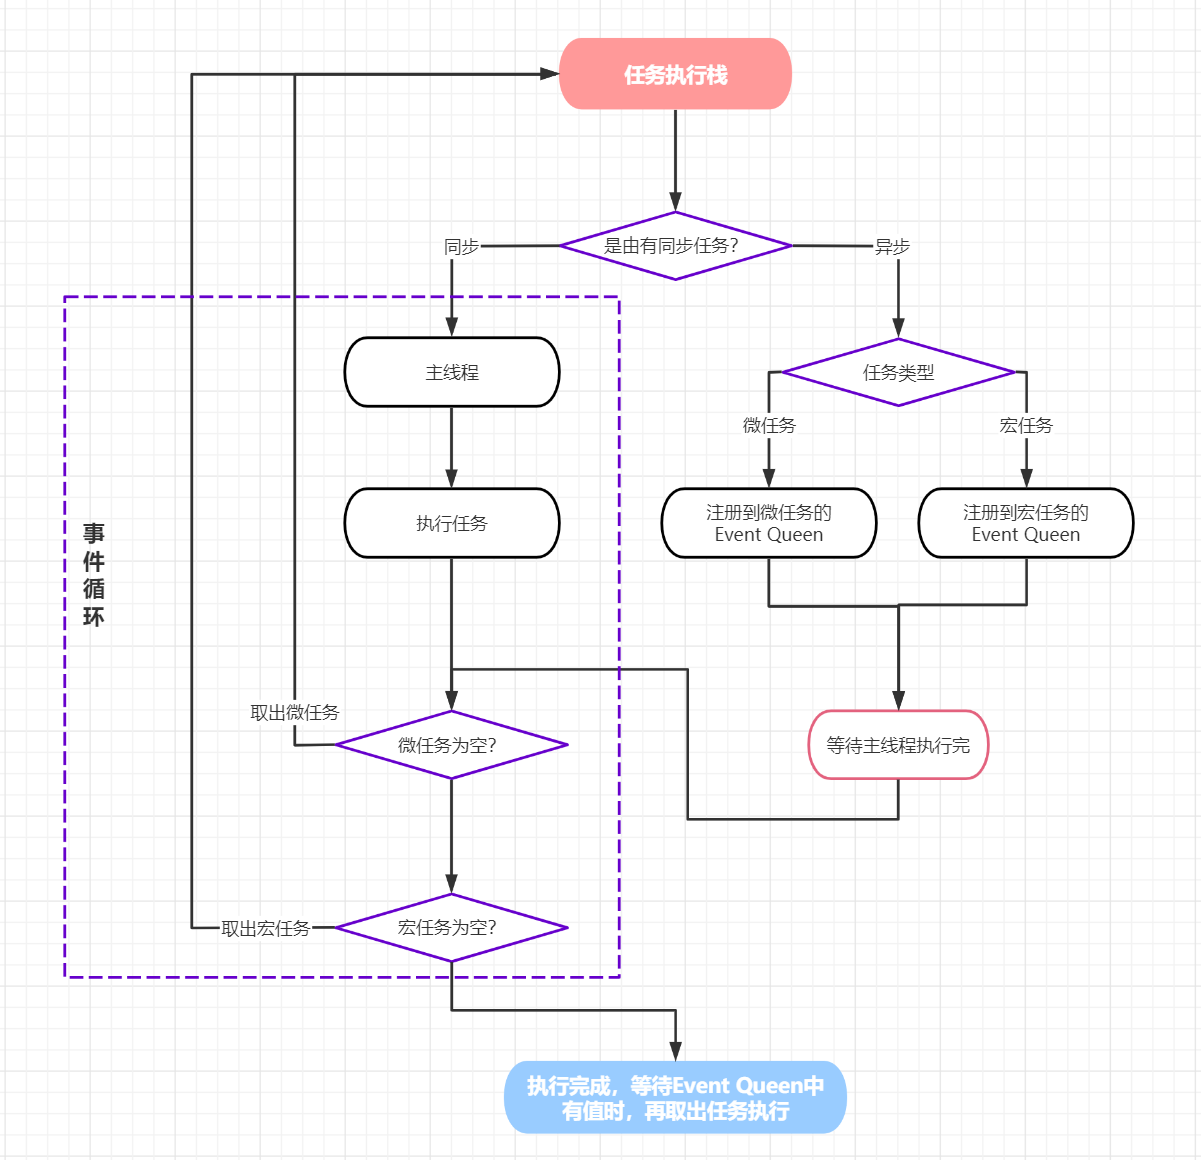 任务执行栈
是由有同步任务?
同步
异步
主线程
任务类型
微任务
宏任务
执行任务
注册到微任务的
Event Queen
注册到宏任务的
Event Queen
事
件
循
环
取出微任务
微任务为空?
等待主线程执行完
取出宏任务
宏任务为空?
执行完成，等待Event Queen中
有值时，再取出任务执行